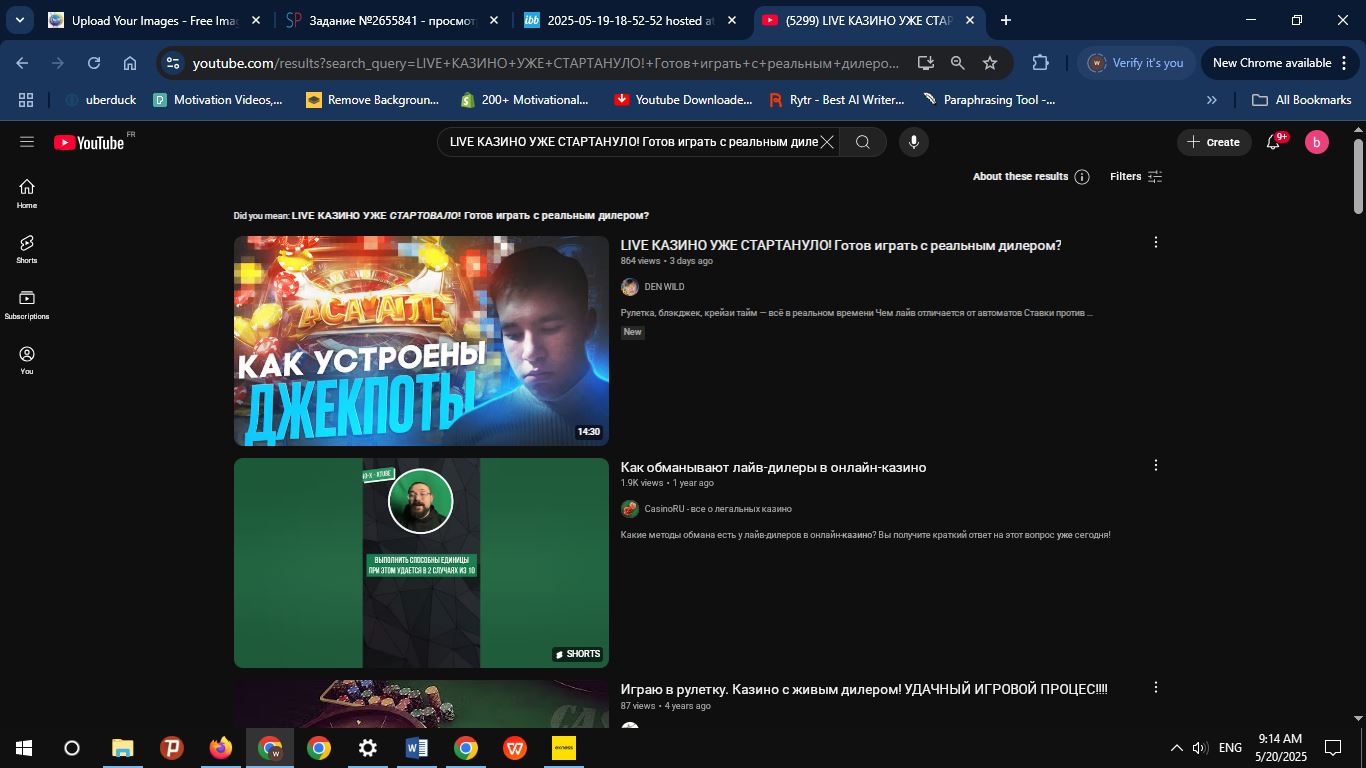 Upload Your Images - Free Imag
Задание №2655841 - просмотр
2025-05-19-18-52-52 hosted at
(5299) LIVE КАЗИНО УЖЕ СТАР
youtube.com/results?search_query=LIVE+КАЗИНО+УЖЕ+СТАРТАНУЛО!+Готов+играть+с+реальным+дилеро...
Verify it's you
New Chrome available
uberduck
Motivation Videos,...
Remove Backgroun...
200+ Motivational...
Youtube Downloade...
Rytr - Best AI Writer...
Paraphrasing Tool -...
All Bookmarks
YouTube FR
LIVE КАЗИНО УЖЕ СТАРТАНУЛО! Готов играть с реальным диле
Create
9+
b
About these results
Filters
Home
Shorts
Subscriptions
You
Did you mean: LIVE КАЗИНО УЖЕ СТАРТОВАЛО! Готов играть с реальным дилером?
КАК УСТРОЕНЫ
ДЖЕКПОТЫ
14:30
LIVE КАЗИНО УЖЕ СТАРТАНУЛО! Готов играть с реальным дилером?
864 views • 3 days ago
DEN WILD
Рулетка, блэкджек, крейзи тайм — всё в реальном времени Чем лайв отличается от автоматов Ставки против ...
New
ВЫПОЛНИТЬ СПОСОБНЫ ЕДИНИЦЫ
ПРИ ЭТОМ УДАЕТСЯ В 2 СЛУЧАЯХ ИЗ 10
SHORTS
Как обманывают лайв-дилеры в онлайн-казино
1.9K views • 1 year ago
CasinoRU - все о легальных казино
Какие методы обмана есть у лайв-дилеров в онлайн-казино? Вы получите краткий ответ на этот вопрос уже сегодня!
Играю в рулетку. Казино с живым дилером! УДАЧНЫЙ ИГРОВОЙ ПРОЦЕС!!!!
87 views • 4 years ago
exness
ENG
9:14 AM
5/20/2025